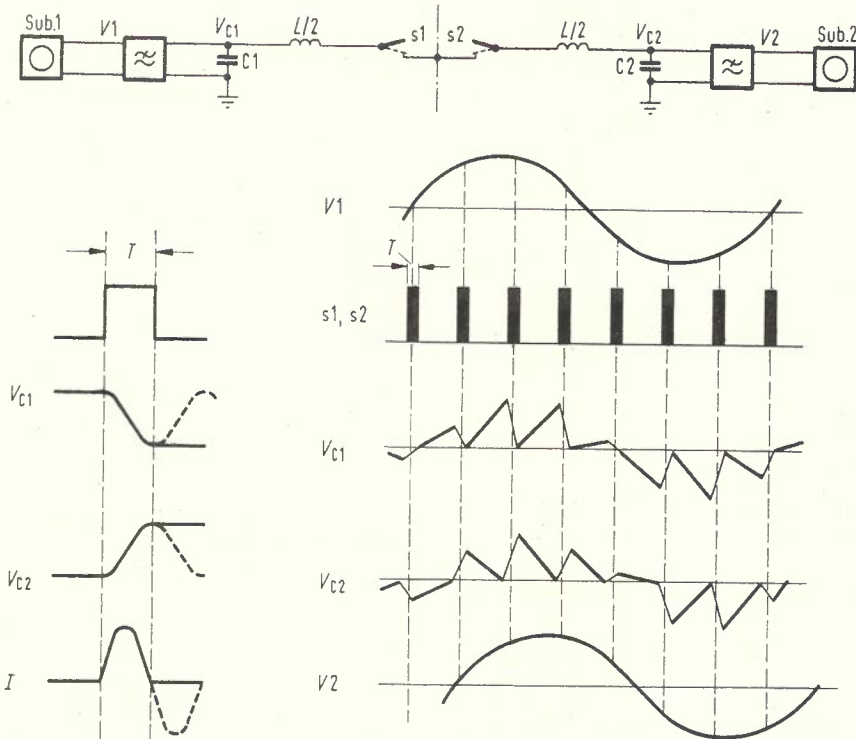 Sub.1 V1 VC1 L/2 s1 s2 L/2 VC2 V2 Sub.2
C1 C2
V1
T
T
s1, s2
VC1
VC1
VC2
VC2
I
V2